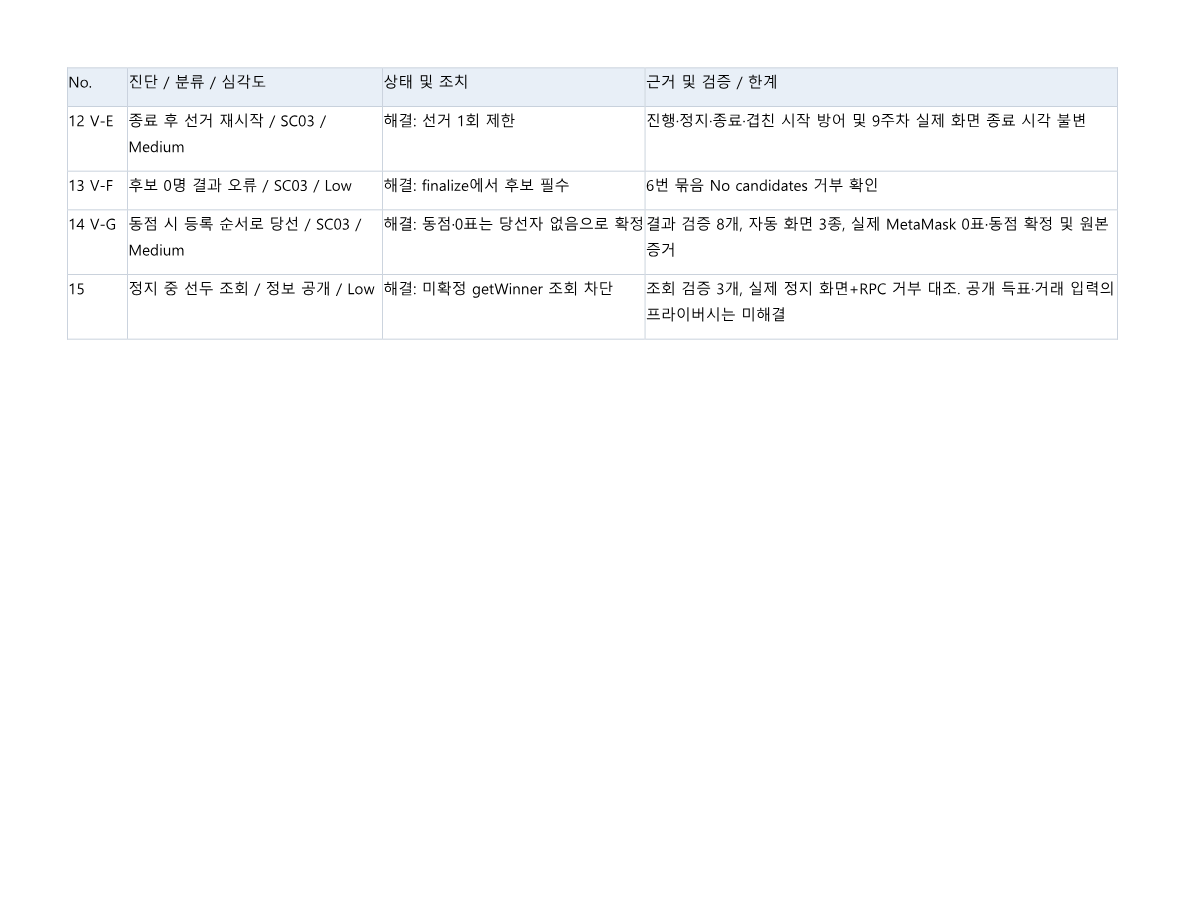 No. 진단 / 분류 / 심각도 상태 및 조치 근거 및 검증 / 한계
12 V-E 종료 후 선거 재시작 / SC03 / 해결: 선거 1회 제한 진행·정지·종료·겹친 시작 방어 및 9주차 실제 화면 종료 시각 불변
Medium
13 V-F 후보 0명 결과 오류 / SC03 / Low 해결: finalize에서 후보 필수 6번 묶음 No candidates 거부 확인
14 V-G 동점 시 등록 순서로 당선 / SC03 / 해결: 동점·0표는 당선자 없음으로 확정 결과 검증 8개, 자동 화면 3종, 실제 MetaMask 0표·동점 확정 및 원본
Medium 증거
15 정지 중 선두 조회 / 정보 공개 / Low 해결: 미확정 getWinner 조회 차단 조회 검증 3개, 실제 정지 화면+RPC 거부 대조. 공개 득표·거래 입력의
프라이버시는 미해결